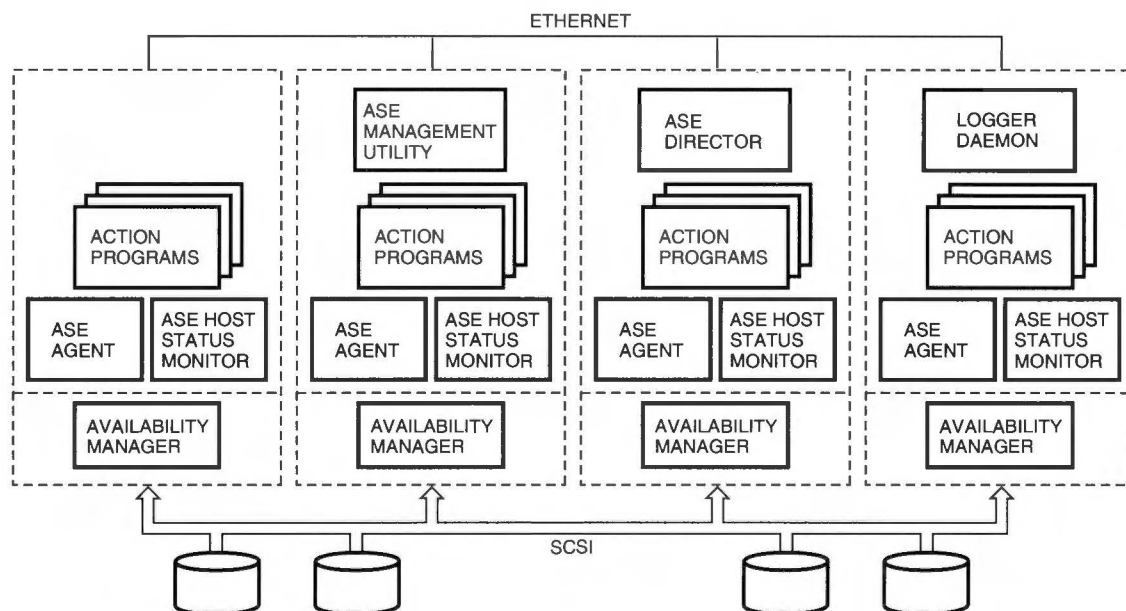 ETHERNET
ASE
MANAGEMENT
UTILITY
ASE
DIRECTOR
LOGGER
DAEMON
ACTION
PROGRAMS
ACTION
PROGRAMS
ACTION
PROGRAMS
ACTION
PROGRAMS
ASE
AGENT
ASE HOST
STATUS
MONITOR
ASE
AGENT
ASE HOST
STATUS
MONITOR
ASE
AGENT
ASE HOST
STATUS
MONITOR
ASE
AGENT
ASE HOST
STATUS
MONITOR
AVAILABILITY
MANAGER
AVAILABILITY
MANAGER
AVAILABILITY
MANAGER
AVAILABILITY
MANAGER
SCSI